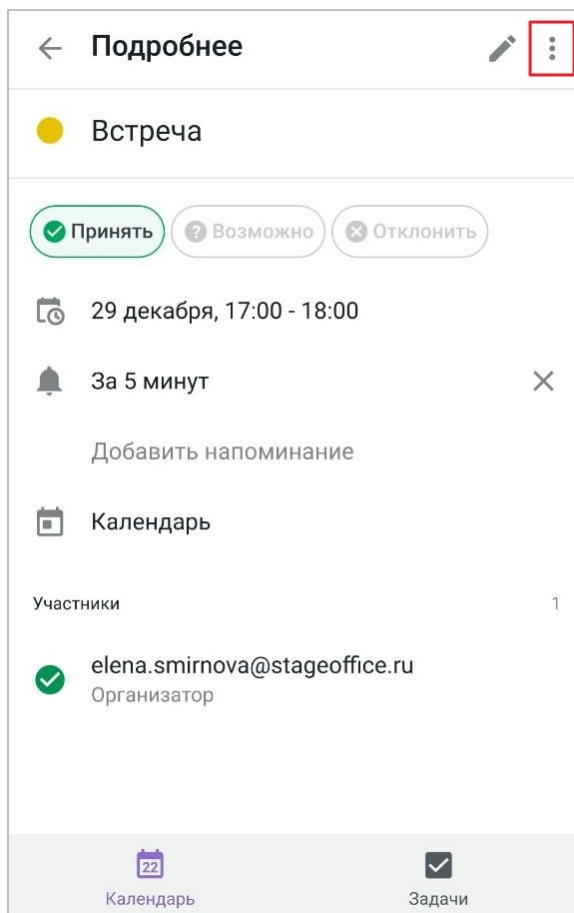 Подробнее
Встреча
Принять Возможно Отклонить
29 декабря, 17:00 - 18:00
За 5 минут
Добавить напоминание
Календарь
Участники 1
elena.smirnova@stageoffice.ru
Организатор
22
Календарь Задачи